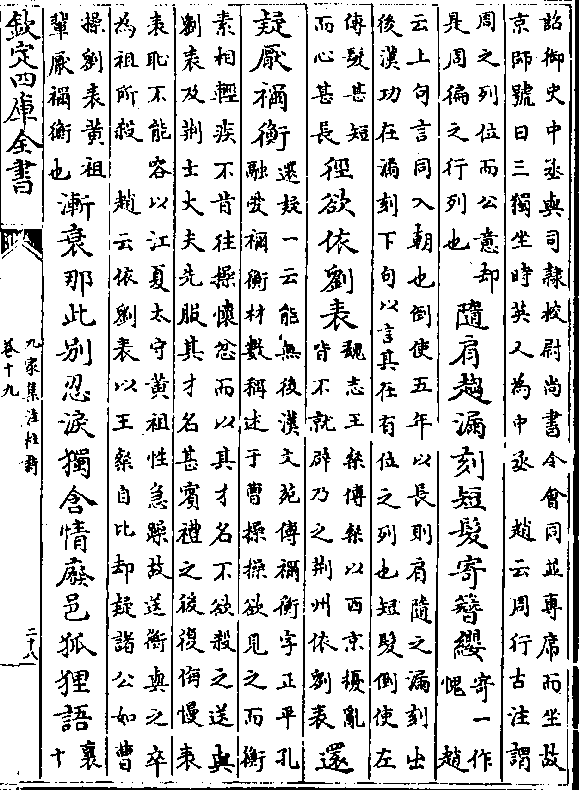 詔御史中丞與司隸校尉尚書令會同並專席而坐故
京師號曰三獨坐時英乂為中丞　趙云周行古注謂
周之列位而公意却
是周徧之行列也
隨肩趨漏刻短髮寄簪纓
寄一作
愧　趙
云上句言同入朝也倒使五年以長則肩隨之漏刻出
後漢功在漏刻下句以言其在有位之列也短髮倒使左
傳髮甚短
而心甚長
徑欲依劉表
魏志王粲傳粲以西京擾亂
皆不就辟乃之荆州依劉表
還
疑厭禰衡
還疑一云能無後漢文苑傳禰衡字正平孔
融愛禰衡材數稱述于曹操操欲見之而衡
素相輕疾不肯往操懷忿而以其才名不欲殺之送與
劉表及荆士大夫先服其才名甚賓禮之後復侮慢表
表恥不能容以江夏太守黃祖性急躁故送衡與之卒
為祖所殺　趙云依劉表以王粲自比却疑諸公如曹
操劉表黃祖
輩厭禰衡也
漸衰那此別忍淚獨含情廢邑狐狸語
襄
十
欽定四庫全書
九家集注杜詩
卷十九
二十八